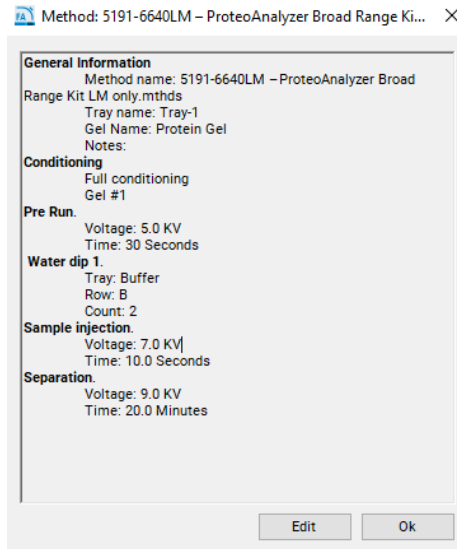 Method: 5191-6640LM – ProteoAnalyzer Broad Range Ki...
General Information
Method name: 5191-6640LM – ProteoAnalyzer Broad
Range Kit LM only.mthds
Tray name: Tray-1
Gel Name: Protein Gel
Notes:
Conditioning
Full conditioning
Gel #1
Pre Run.
Voltage: 5.0 KV
Time: 30 Seconds
Water dip 1.
Tray: Buffer
Row: B
Count: 2
Sample injection.
Voltage: 7.0 KV
Time: 10.0 Seconds
Separation.
Voltage: 9.0 KV
Time: 20.0 Minutes
Edit
Ok